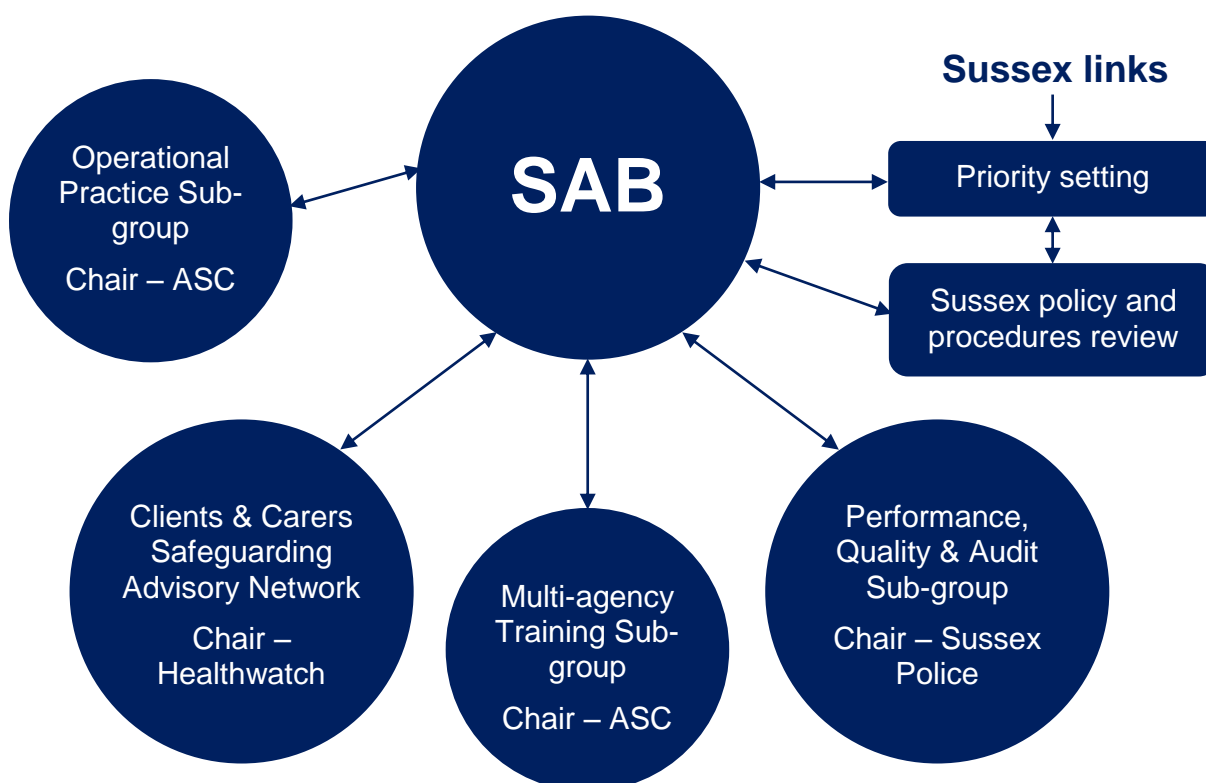 SAB
Operational
Practice Sub-
group
Chair – ASC
Sussex links
Priority setting
Sussex policy and
procedures review
Clients & Carers
Safeguarding
Advisory Network
Chair –
Healthwatch
Multi-agency
Training Sub-
group
Chair – ASC
Performance,
Quality & Audit
Sub-group
Chair – Sussex
Police